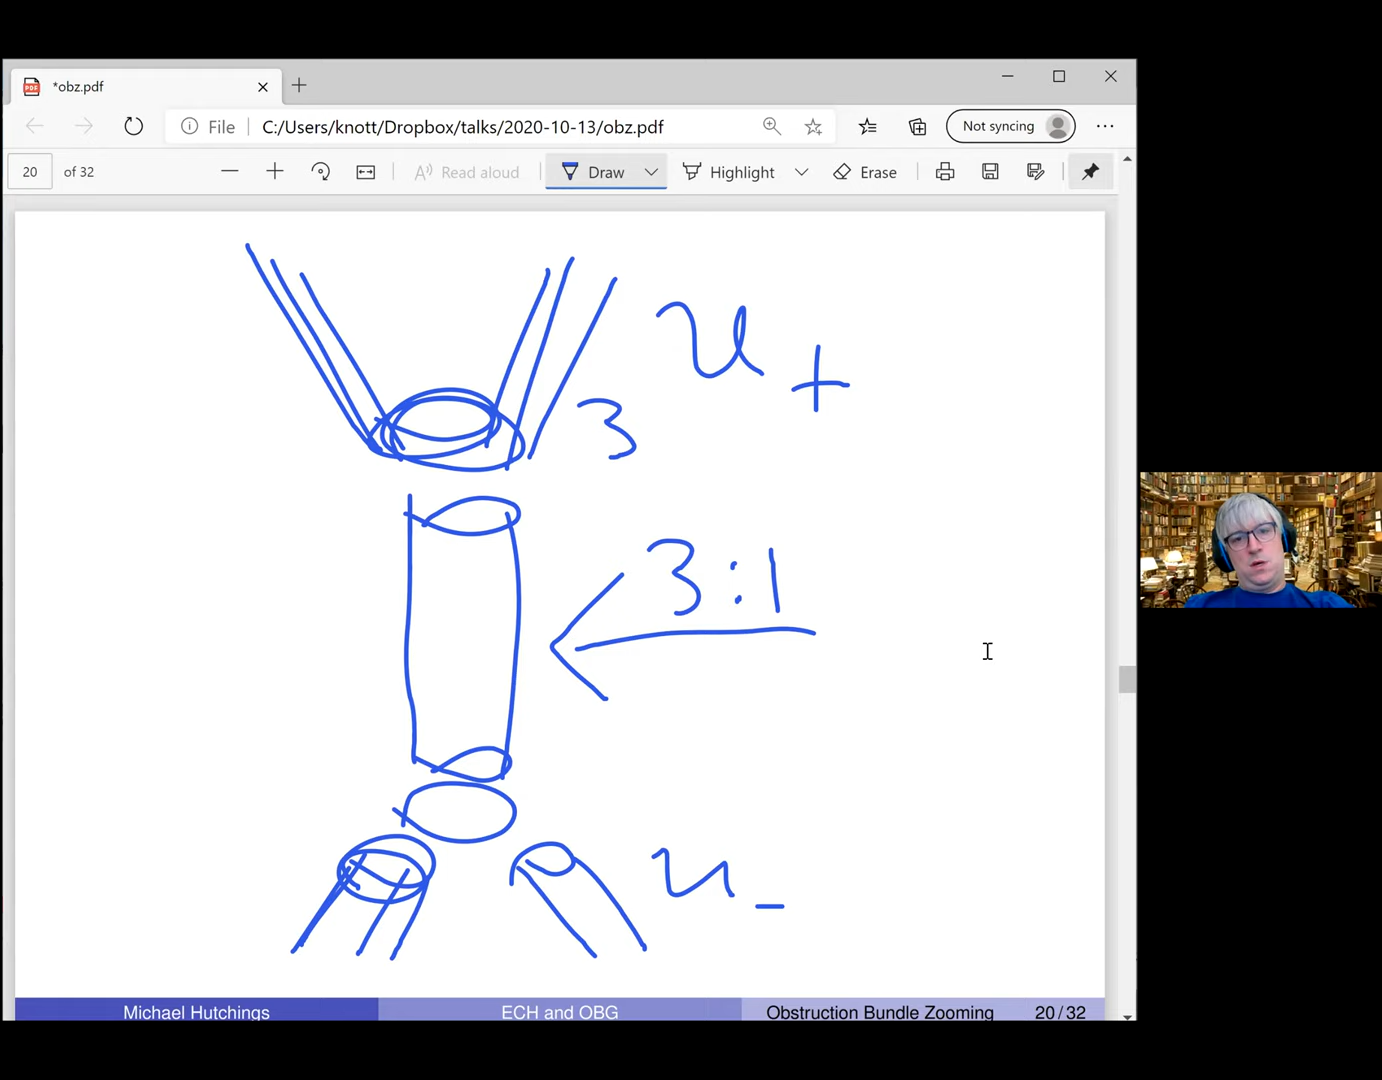 *obz.pdf
File C:/Users/knott/Dropbox/talks/2020-10-13/obz.pdf
Not syncing
20 of 32
Read aloud
Draw
Highlight
Erase
u+
3
3:1
u-
Michael Hutchings
ECH and OBG
Obstruction Bundle Zooming
20/32